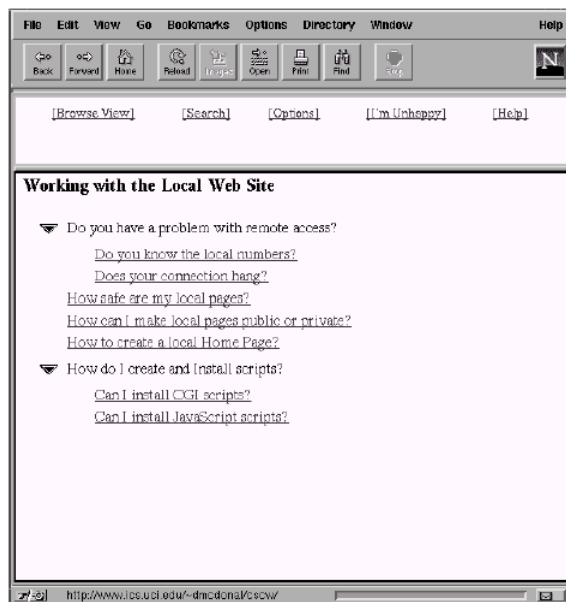 File Edit View Go Bookmarks Options Directory Window Help
Back Forward Home Reload Images Open Print Find Stop
N
[Browse View] [Search] [Options] [I'm Unhappy] [Help]
Working with the Local Web Site
Do you have a problem with remote access?
Do you know the local numbers?
Does your connection hang?
How safe are my local pages?
How can I make local pages public or private?
How to create a local Home Page?
How do I create and Install scripts?
Can I install CGI scripts?
Can I install JavaScript scripts?
http://www.ics.uci.edu/~dmcdonal/cscw/